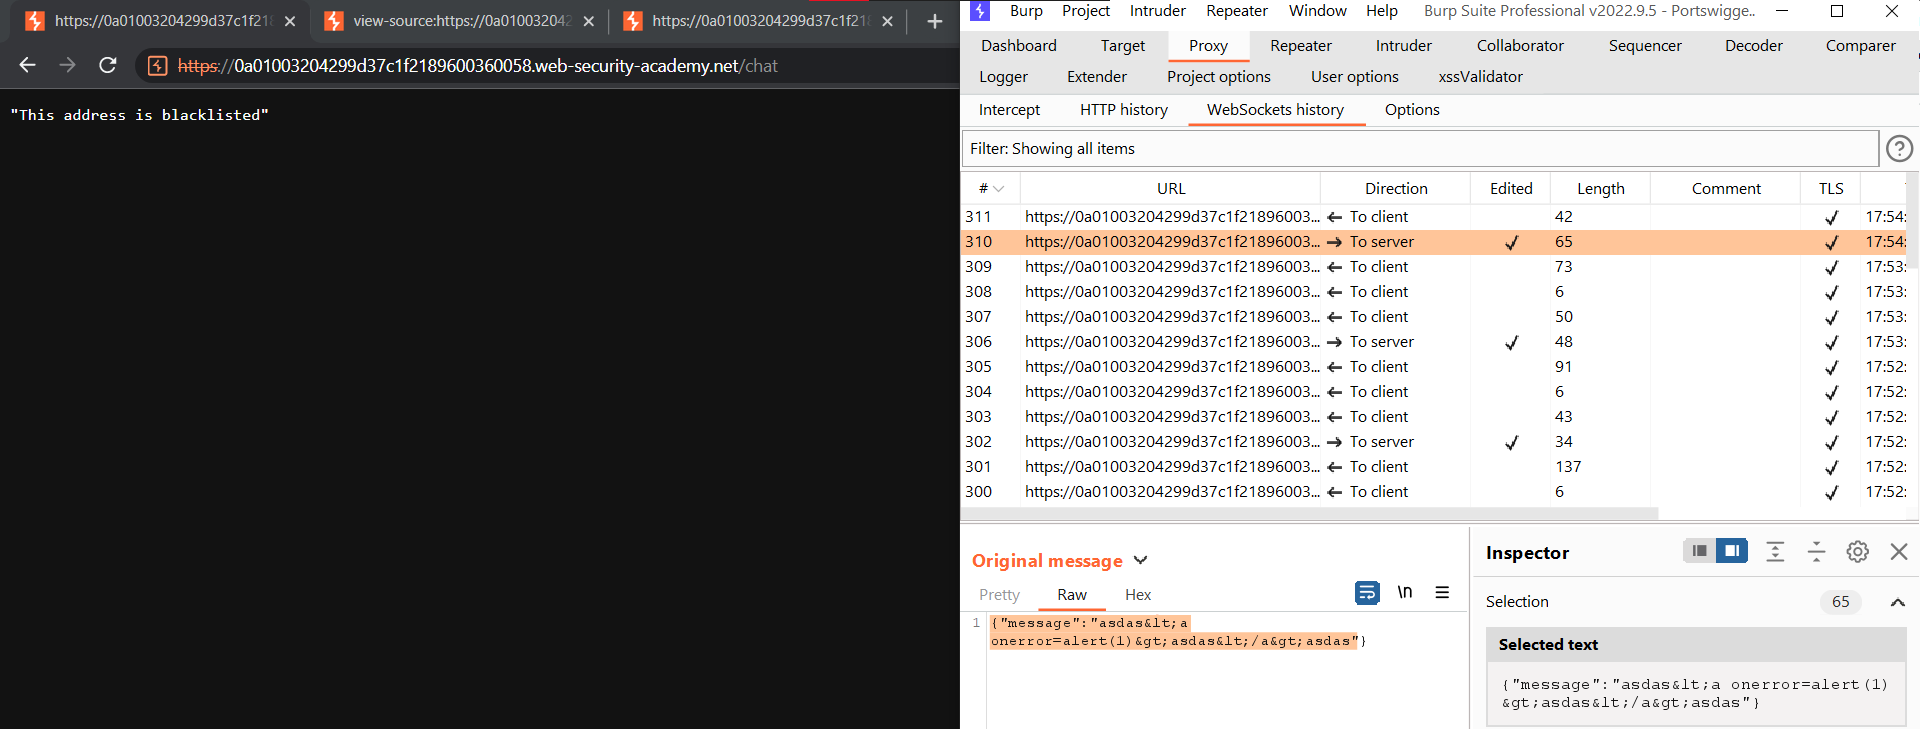 https://0a01003204299d37c1f218
view-source:https://0a010032042
https://0a01003204299d37c1f218
https://0a01003204299d37c1f2189600360058.web-security-academy.net/chat
"This address is blacklisted"
Burp Project Intruder Repeater Window Help Burp Suite Professional v2022.9.5 - Portswigge..
Dashboard Target Proxy Repeater Intruder Collaborator Sequencer Decoder Comparer
Logger Extender Project options User options xssValidator
Intercept HTTP history WebSockets history Options
Filter: Showing all items
# URL Direction Edited Length Comment TLS
311 https://0a01003204299d37c1f21896003... ← To client 42 ✓ 17:54:
310 https://0a01003204299d37c1f21896003... → To server ✓ 65 ✓ 17:54:
309 https://0a01003204299d37c1f21896003... ← To client 73 ✓ 17:53:
308 https://0a01003204299d37c1f21896003... ← To client 6 ✓ 17:53:
307 https://0a01003204299d37c1f21896003... ← To client 50 ✓ 17:53:
306 https://0a01003204299d37c1f21896003... → To server ✓ 48 ✓ 17:53:
305 https://0a01003204299d37c1f21896003... ← To client 91 ✓ 17:52:
304 https://0a01003204299d37c1f21896003... ← To client 6 ✓ 17:52:
303 https://0a01003204299d37c1f21896003... ← To client 43 ✓ 17:52:
302 https://0a01003204299d37c1f21896003... → To server ✓ 34 ✓ 17:52:
301 https://0a01003204299d37c1f21896003... ← To client 137 ✓ 17:52:
300 https://0a01003204299d37c1f21896003... ← To client 6 ✓ 17:52:
Original message
Pretty Raw Hex \n
1 {"message":"asdas&lt;a
onerror=alert(1)&gt;asdas&lt;/a&gt;asdas"}
Inspector
Selection 65
Selected text
{"message":"asdas&lt;a onerror=alert(1)
&gt;asdas&lt;/a&gt;asdas"}